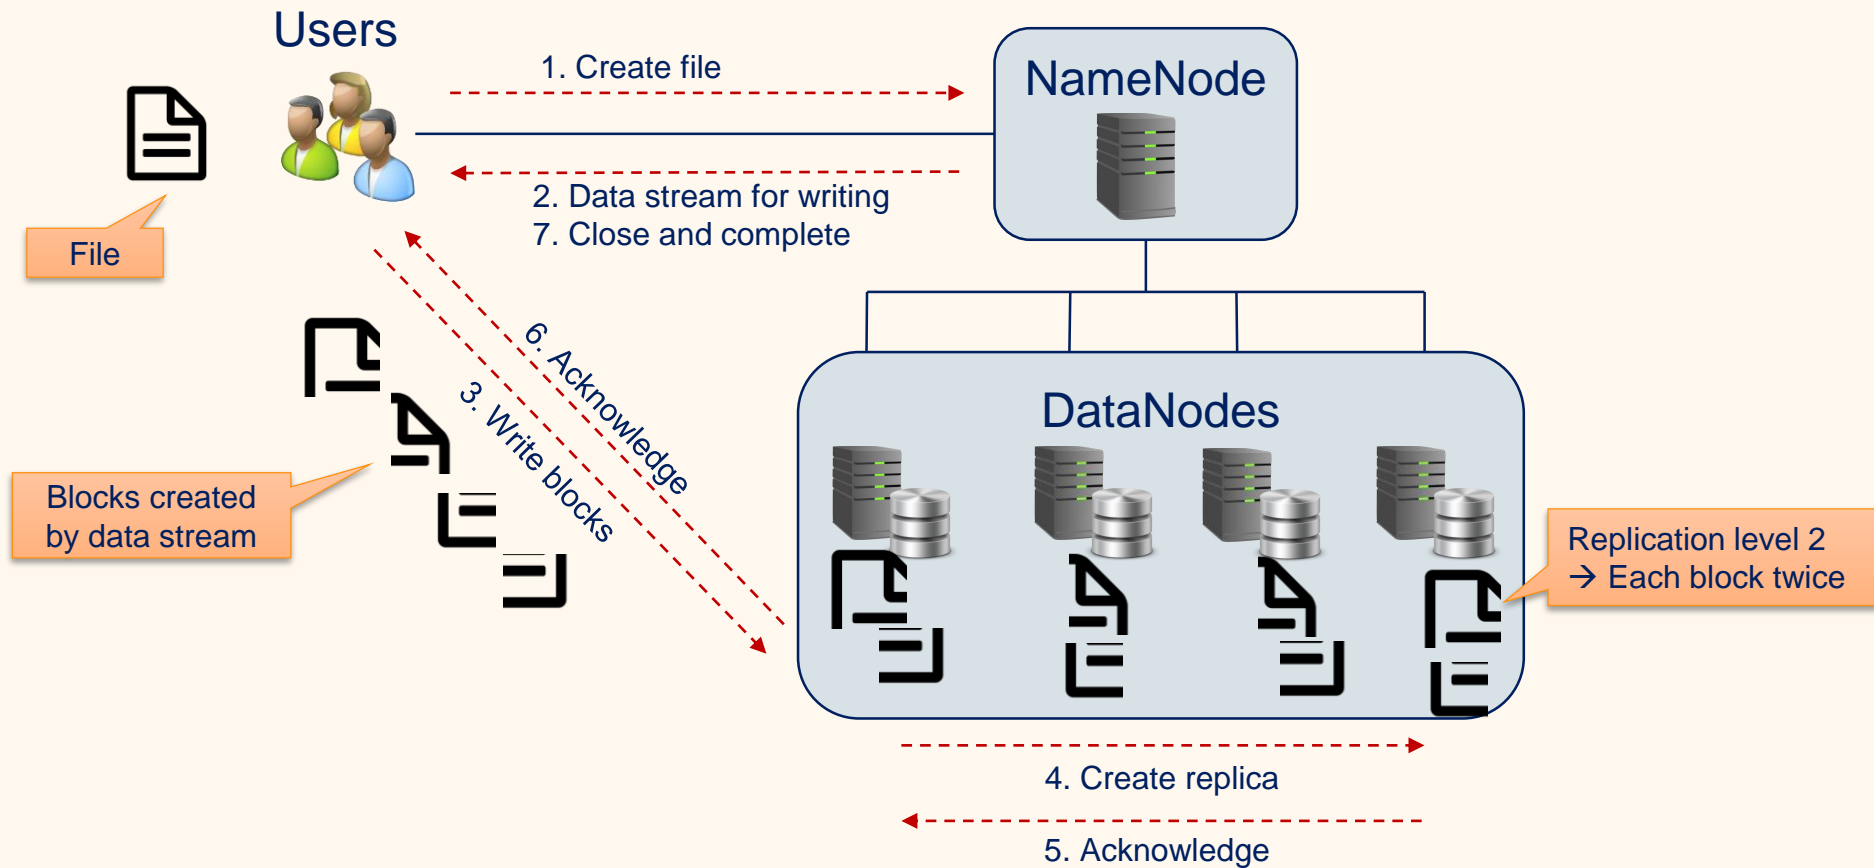 Users
1. Create file
NameNode
2. Data stream for writing
7. Close and complete
File
6. Acknowledge
3. Write blocks
DataNodes
Blocks created
by data stream
Replication level 2
→ Each block twice
4. Create replica
5. Acknowledge